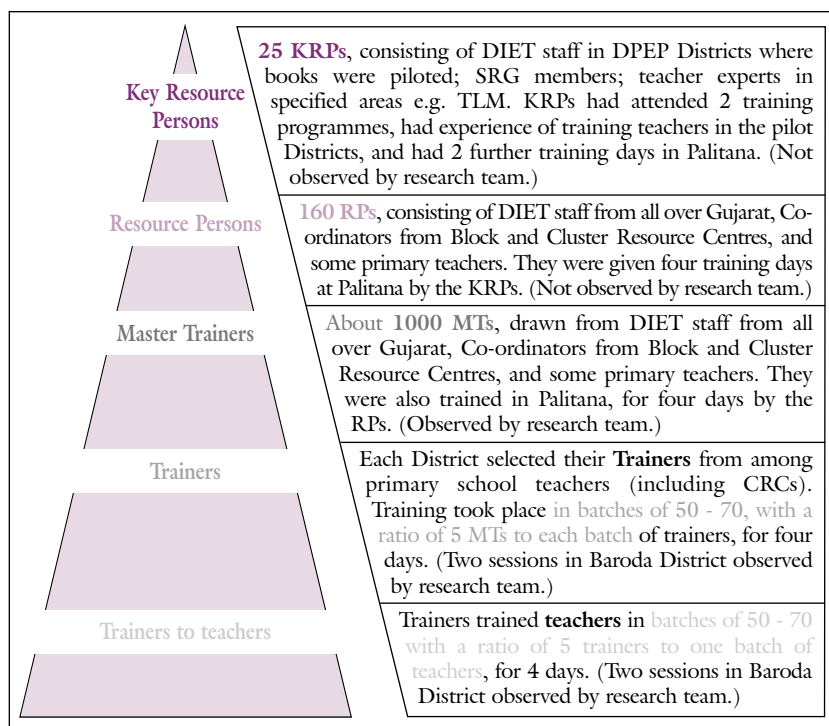 Key Resource
Persons
25 KRPs, consisting of DIET staff in DPEP Districts where
books were piloted; SRG members; teacher experts in
specified areas e.g. TLM. KRPs had attended 2 training
programmes, had experience of training teachers in the pilot
Districts, and had 2 further training days in Palitana. (Not
observed by research team.)
Resource Persons
160 RPs, consisting of DIET staff from all over Gujarat, Co-
ordinators from Block and Cluster Resource Centres, and
some primary teachers. They were given four training days
at Palitana by the KRPs. (Not observed by research team.)
Master Trainers
About 1000 MTs, drawn from DIET staff from all
over Gujarat, Co-ordinators from Block and Cluster
Resource Centres, and some primary teachers. They
were also trained in Palitana, for four days by the
RPs. (Observed by research team.)
Trainers
Each District selected their Trainers from among
primary school teachers (including CRCs).
Training took place in batches of 50 - 70, with a
ratio of 5 MTs to each batch of trainers, for four
days. (Two sessions in Baroda District observed
by research team.)
Trainers to teachers
Trainers trained teachers in batches of 50 - 70
with a ratio of 5 trainers to one batch of
teachers, for 4 days. (Two sessions in Baroda
District observed by research team.)